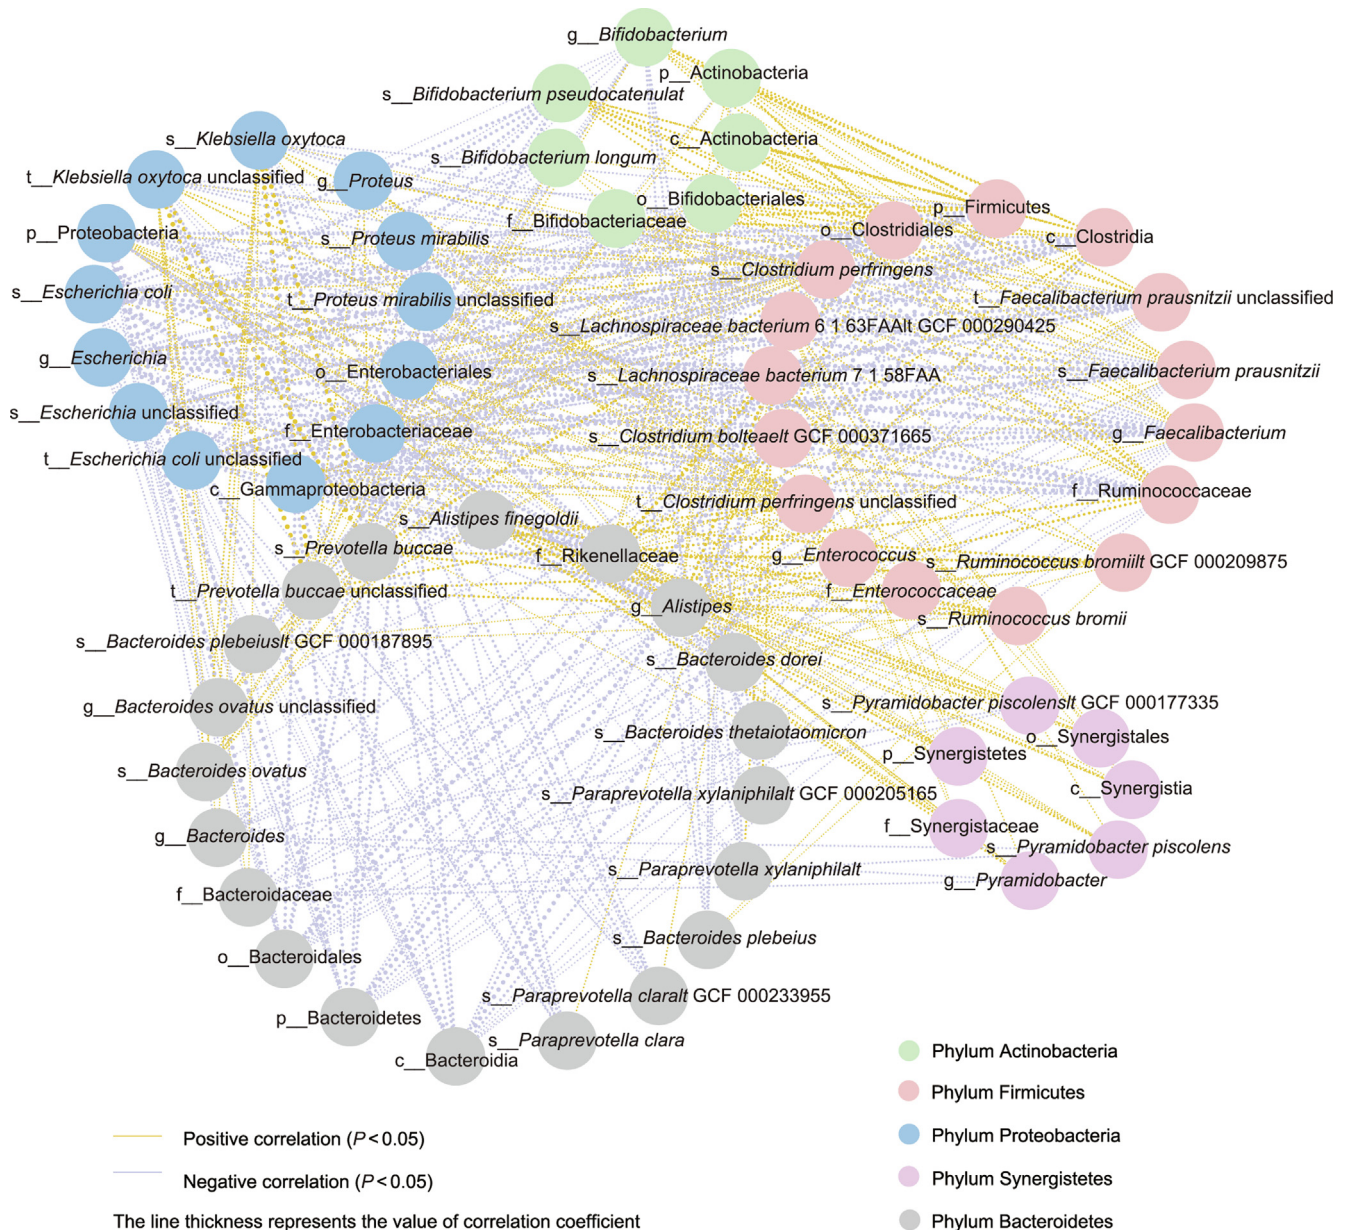 g__Bifidobacterium
p__Actinobacteria
s__Bifidobacterium pseudocatenulat
s__Klebsiella oxytoca
c__Actinobacteria
s__Bifidobacterium longum
t__Klebsiella oxytoca unclassified
g__Proteus
o__Bifidobacteriales
p__Firmicutes
f__Bifidobacteriaceae
o__Clostridiales
p__Proteobacteria
s__Proteus mirabilis
c__Clostridia
s__Clostridium perfringens
s__Escherichia coli
t__Proteus mirabilis unclassified
t__Faecalibacterium prausnitzii unclassified
s__Lachnospiraceae bacterium 6 1 63FAAlt GCF 000290425
g__Escherichia
o__Enterobacteriales
s__Lachnospiraceae bacterium 7 1 58FAA
s__Faecalibacterium prausnitzii
s__Escherichia unclassified
f__Enterobacteriaceae
s__Clostridium bolteaelt GCF 000371665
g__Faecalibacterium
t__Escherichia coli unclassified
c__Gammaproteobacteria
f__Ruminococcaceae
t__Clostridium perfringens unclassified
s__Alistipes finegoldii
s__Prevotella buccae
f__Rikenellaceae
g__Enterococcus
s__Ruminococcus bromiilt GCF 000209875
t__Prevotella buccae unclassified
f__Enterococcaceae
g__Alistipes
s__Ruminococcus bromii
s__Bacteroides plebeiuslt GCF 000187895
s__Bacteroides dorei
g__Bacteroides ovatus unclassified
s__Pyramidobacter piscolenslt GCF 000177335
s__Bacteroides thetaiotaomicron
o__Synergistales
p__Synergistetes
s__Bacteroides ovatus
s__Paraprevotella xylaniphilalt GCF 000205165
c__Synergistia
g__Bacteroides
f__Synergistaceae
s__Pyramidobacter piscolens
s__Paraprevotella xylaniphilalt
g__Pyramidobacter
f__Bacteroidaceae
s__Bacteroides plebeius
o__Bacteroidales
s__Paraprevotella claralt GCF 000233955
p__Bacteroidetes
s__Paraprevotella clara
c__Bacteroidia
Phylum Actinobacteria
Phylum Firmicutes
Phylum Proteobacteria
Phylum Synergistetes
Phylum Bacteroidetes
Positive correlation (P < 0.05)
Negative correlation (P < 0.05)
The line thickness represents the value of correlation coefficient